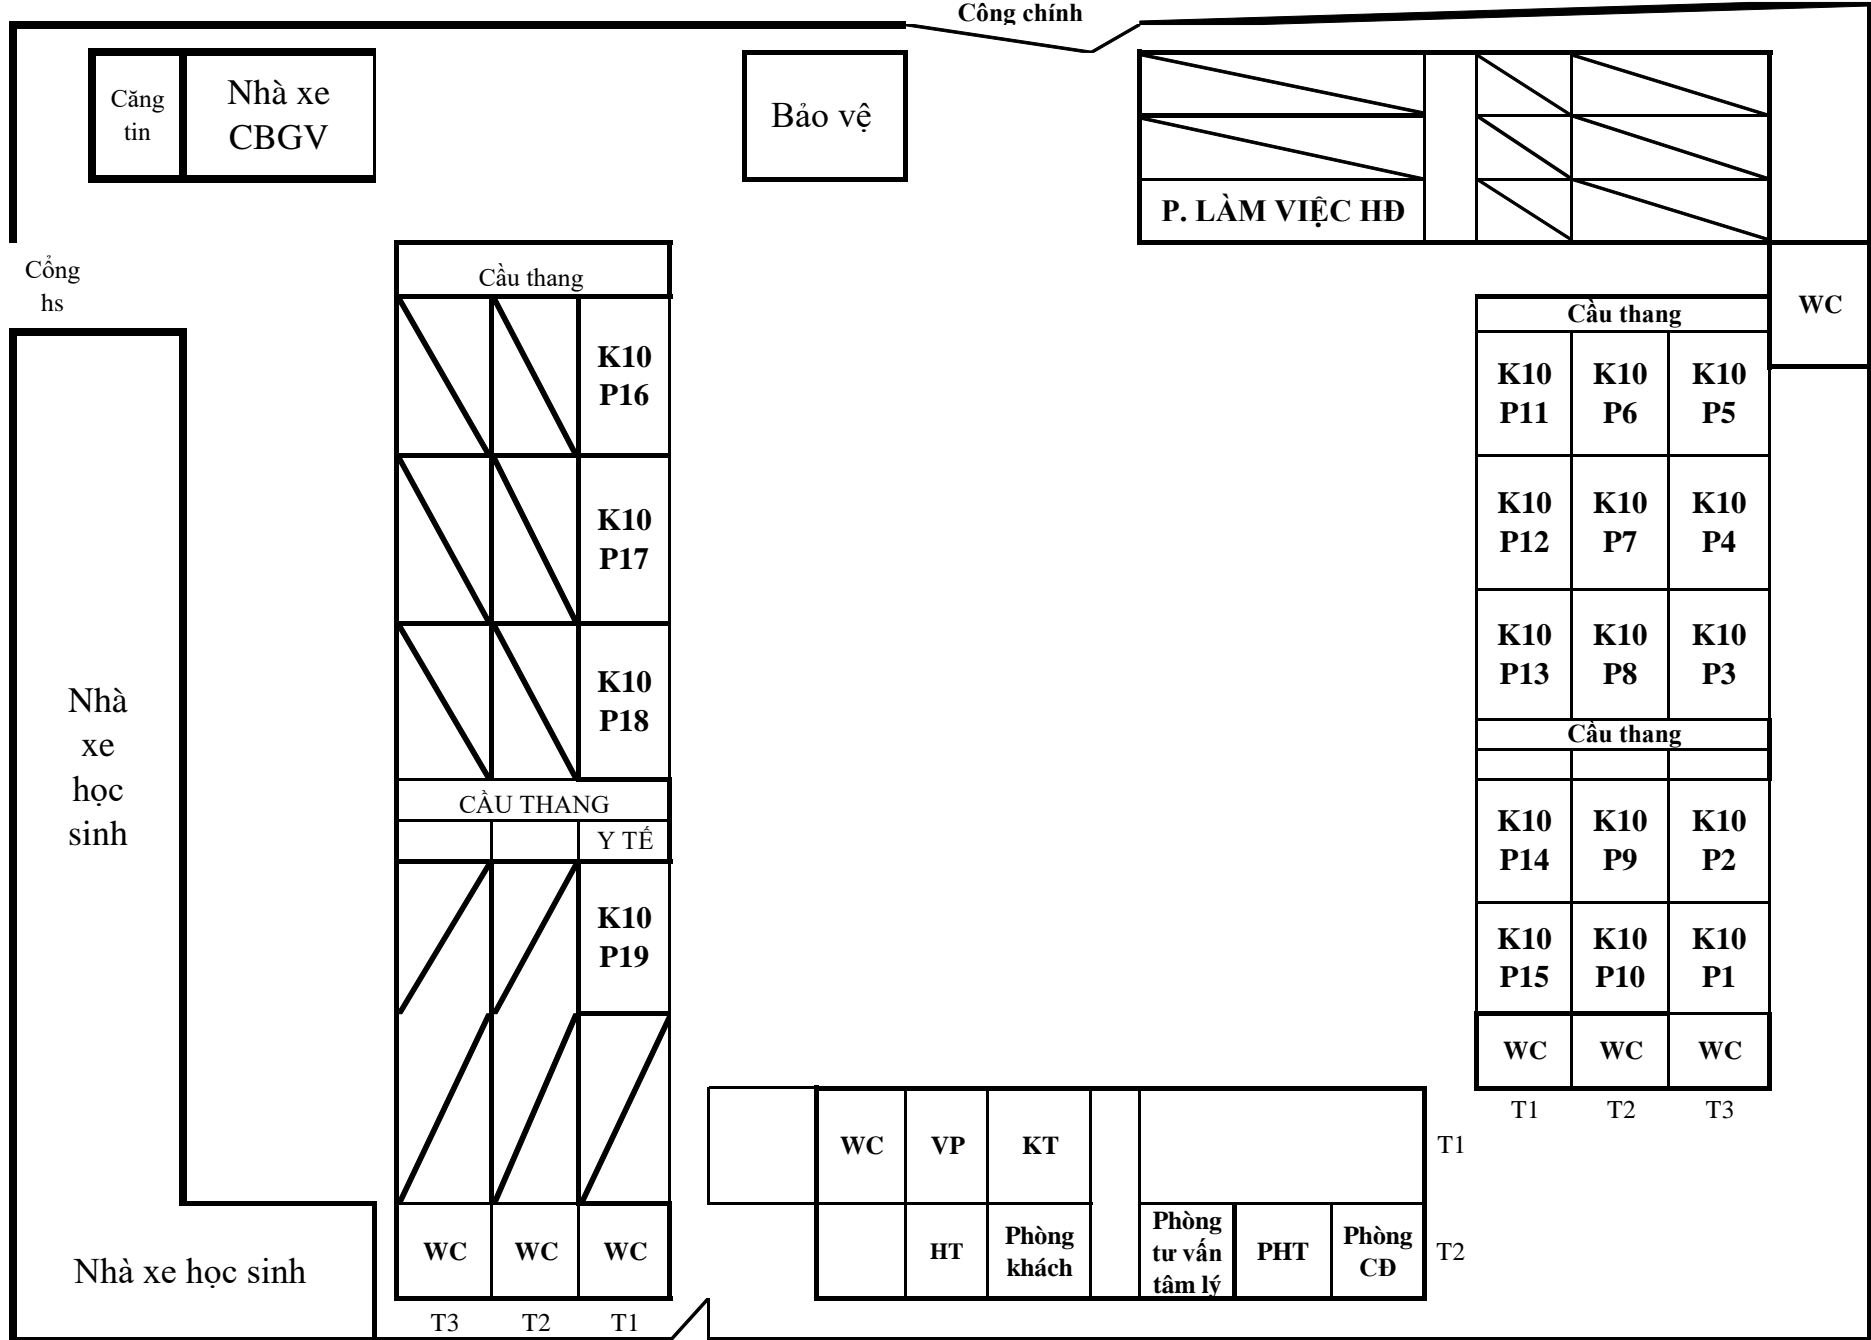 Công chính
Căng
tin
Nhà xe
CBGV
Bảo vệ
P. LÀM VIỆC HĐ
Cổng
hs
Cầu thang
K10
P16
K10
P17
K10
P18
CẦU THANG
Y TẾ
K10
P19
WC WC WC
T3 T2 T1
Nhà
xe
học
sinh
Nhà xe học sinh
WC
Cầu thang
K10 K10 K10
P11 P6 P5
K10 K10 K10
P12 P7 P4
K10 K10 K10
P13 P8 P3
Cầu thang
K10 K10 K10
P14 P9 P2
K10 K10 K10
P15 P10 P1
WC WC WC
T1 T2 T3
WC VP KT T1
HT
Phòng
khách
Phòng
tư vấn
tâm lý
PHT
Phòng
CĐ
T2